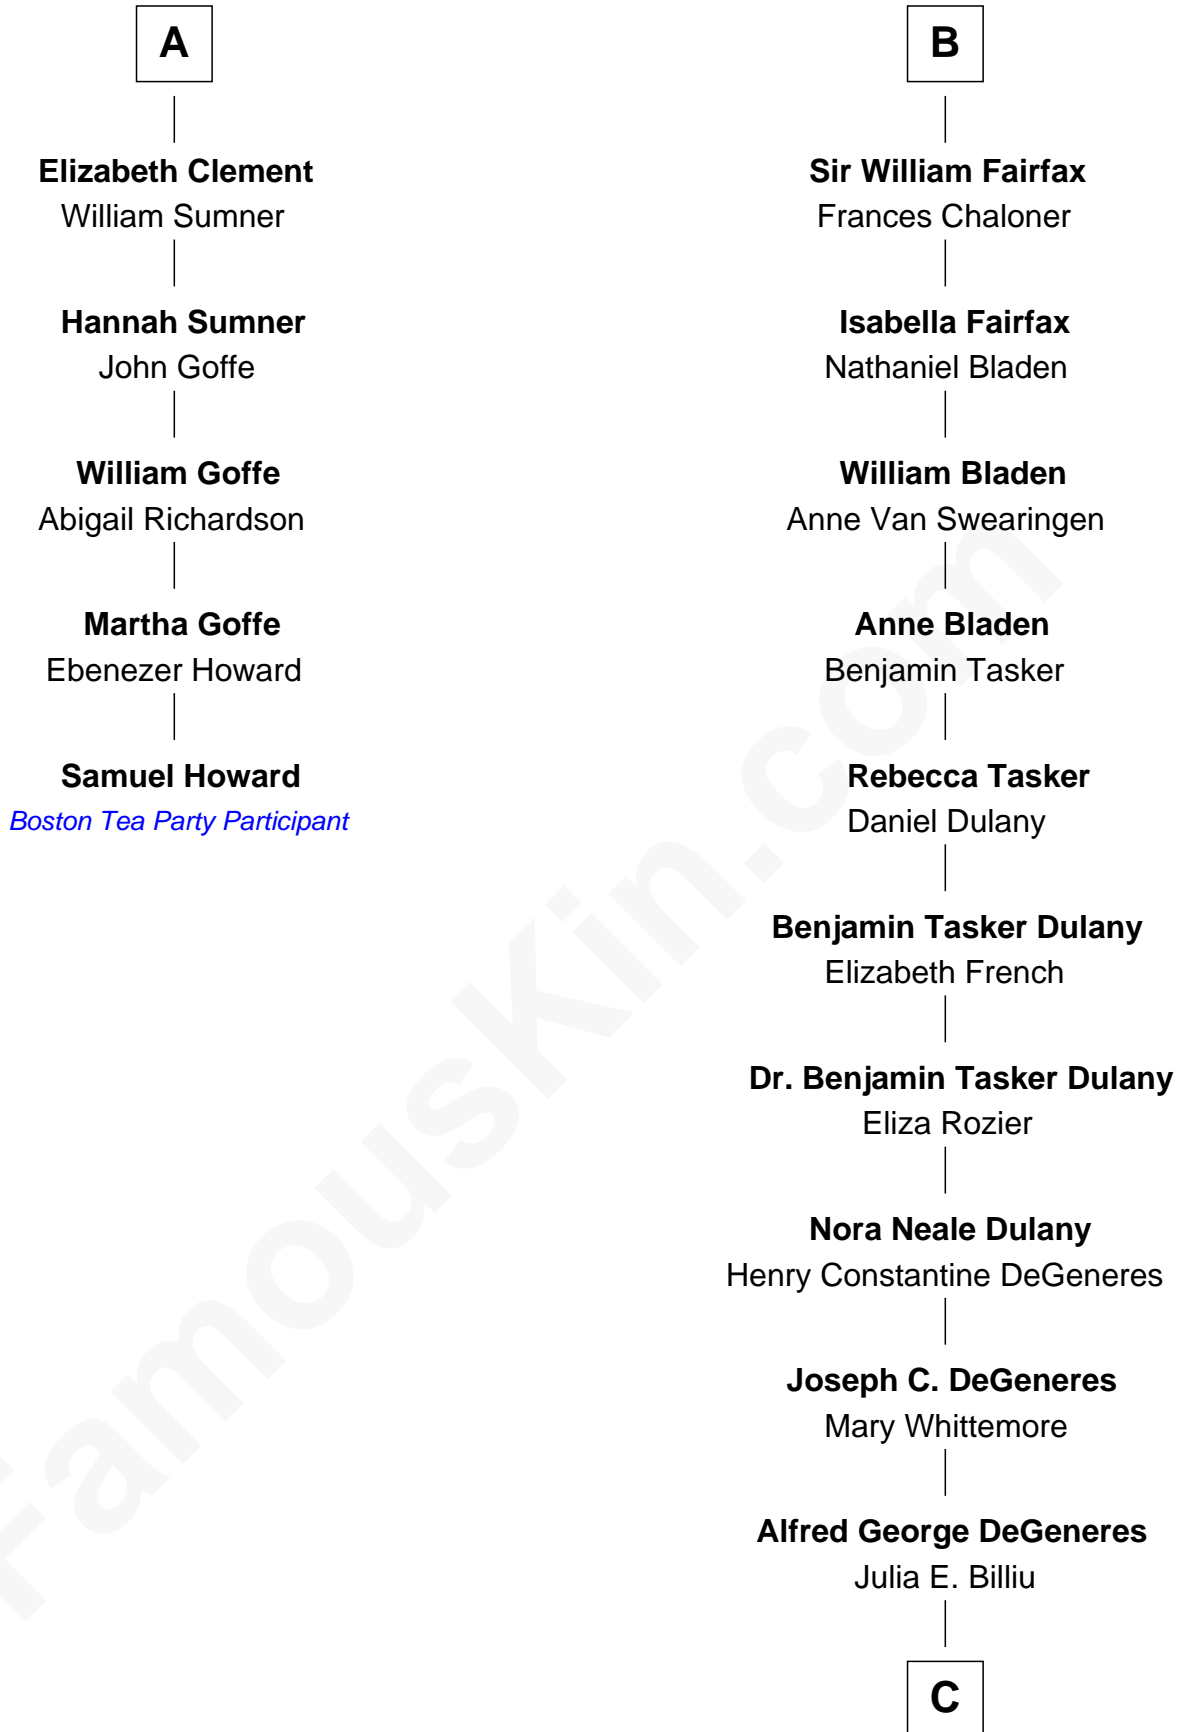 A
Elizabeth Clement
William Sumner
Hannah Sumner
John Goffe
William Goffe
Abigail Richardson
Martha Goffe
Ebenezer Howard
Samuel Howard
Boston Tea Party Participant
B
Sir William Fairfax
Frances Chaloner
Isabella Fairfax
Nathaniel Bladen
William Bladen
Anne Van Swearingen
Anne Bladen
Benjamin Tasker
Rebecca Tasker
Daniel Dulany
Benjamin Tasker Dulany
Elizabeth French
Dr. Benjamin Tasker Dulany
Eliza Rozier
Nora Neale Dulany
Henry Constantine DeGeneres
Joseph C. DeGeneres
Mary Whittemore
Alfred George DeGeneres
Julia E. Billiu
C
FamousKin.com